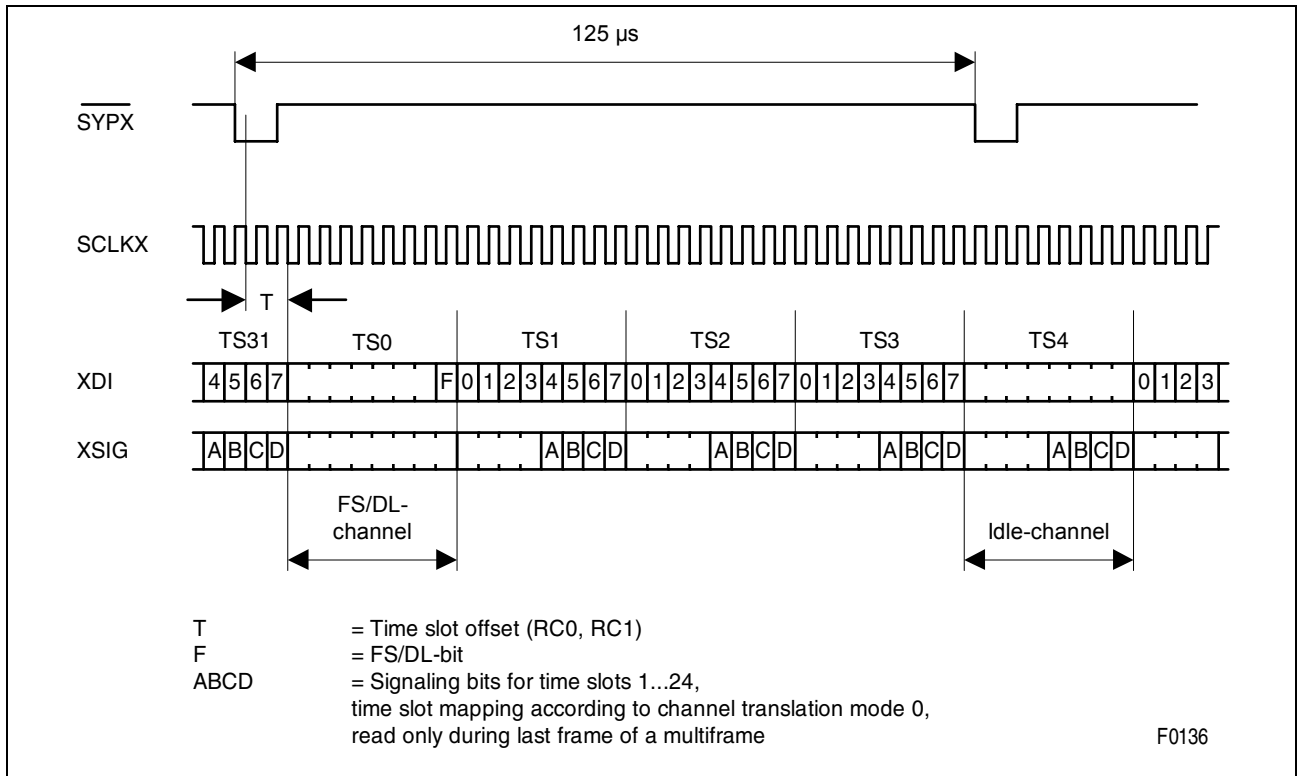 125 µs
SYPX
SCLKX
T
TS31 TS0 TS1 TS2 TS3 TS4
XDI 4 5 6 7 F 0 1 2 3 4 5 6 7 0 1 2 3 4 5 6 7 0 1 2 3 4 5 6 7 0 1 2 3
XSIG A B C D A B C D A B C D A B C D A B C D
FS/DL-
channel
Idle-channel
T = Time slot offset (RC0, RC1)
F = FS/DL-bit
ABCD = Signaling bits for time slots 1...24,
time slot mapping according to channel translation mode 0,
read only during last frame of a multiframe
F0136